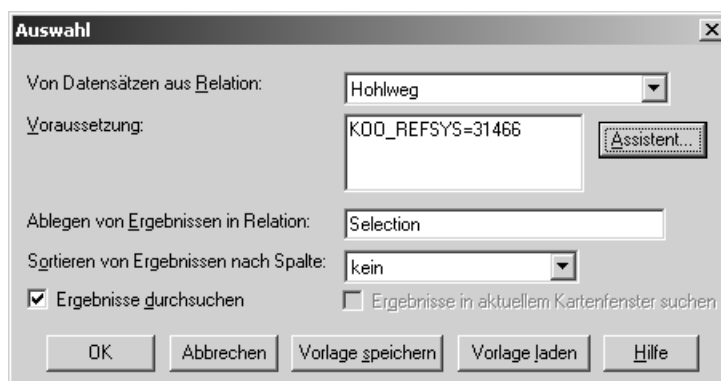 Auswahl
Von Datensätzen aus Relation: Hohlweg
Voraussetzung: KOO_REFSYS=31466 Assistent...
Ablegen von Ergebnissen in Relation: Selection
Sortieren von Ergebnissen nach Spalte: kein
Ergebnisse durchsuchen Ergebnisse in aktuellem Kartenfenster suchen
OK Abbrechen Vorlage speichern Vorlage laden Hilfe